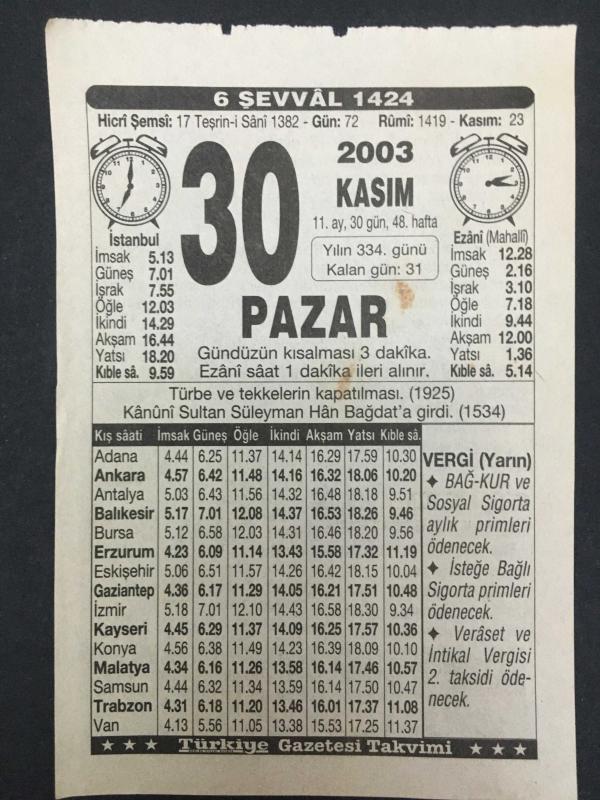 6 ŞEVVÂL 1424
Hicrî Şemsî: 17 Teşrin-i Sânî 1382 - Gün: 72 Rûmî: 1419 - Kasım: 23
30
2003
KASIM
11. ay, 30 gün, 48. hafta
Yılın 334. günü
Kalan gün: 31
PAZAR
Gündüzün kısalması 3 dakîka.
Ezânî sâat 1 dakîka ileri alınır.
İstanbul
İmsak 5.13
Güneş 7.01
İşrak 7.55
Öğle 12.03
İkindi 14.29
Akşam 16.44
Yatsı 18.20
Kıble sâ. 9.59
Ezânî (Mahallî)
İmsak 12.28
Güneş 2.16
İşrak 3.10
Öğle 7.18
İkindi 9.44
Akşam 12.00
Yatsı 1.36
Kıble sâ. 5.14
Türbe ve tekkelerin kapatılması. (1925)
Kânûnî Sultan Süleyman Hân Bağdat'a girdi. (1534)
Kış sâati İmsak Güneş Öğle İkindi Akşam Yatsı Kıble sâ.
Adana 4.44 6.25 11.37 14.14 16.29 17.59 10.30
Ankara 4.57 6.42 11.48 14.16 16.32 18.06 10.20
Antalya 5.03 6.43 11.56 14.32 16.48 18.18 9.51
Balıkesir 5.17 7.01 12.08 14.37 16.53 18.26 9.46
Bursa 5.12 6.58 12.03 14.31 16.46 18.20 9.56
Erzurum 4.23 6.09 11.14 13.43 15.58 17.32 11.19
Eskişehir 5.06 6.51 11.57 14.26 16.42 18.15 10.04
Gaziantep 4.36 6.17 11.29 14.05 16.21 17.51 10.48
İzmir 5.18 7.01 12.10 14.43 16.58 18.30 9.34
Kayseri 4.45 6.29 11.37 14.09 16.25 17.57 10.36
Konya 4.56 6.38 11.49 14.23 16.39 18.09 10.10
Malatya 4.34 6.16 11.26 13.58 16.14 17.46 10.57
Samsun 4.44 6.32 11.34 13.59 16.14 17.50 10.47
Trabzon 4.31 6.18 11.20 13.46 16.01 17.37 11.08
Van 4.13 5.56 11.05 13.38 15.53 17.25 11.37
VERGİ (Yarın)
✦ BAĞ-KUR ve
Sosyal Sigorta
aylık primleri
ödenecek.
✦ İsteğe Bağlı
Sigorta primleri
ödenecek.
✦ Verâset ve
İntikal Vergisi
2. taksidi öde-
necek.
★ ★ ★ Türkiye Gazetesi Takvimi ★ ★ ★